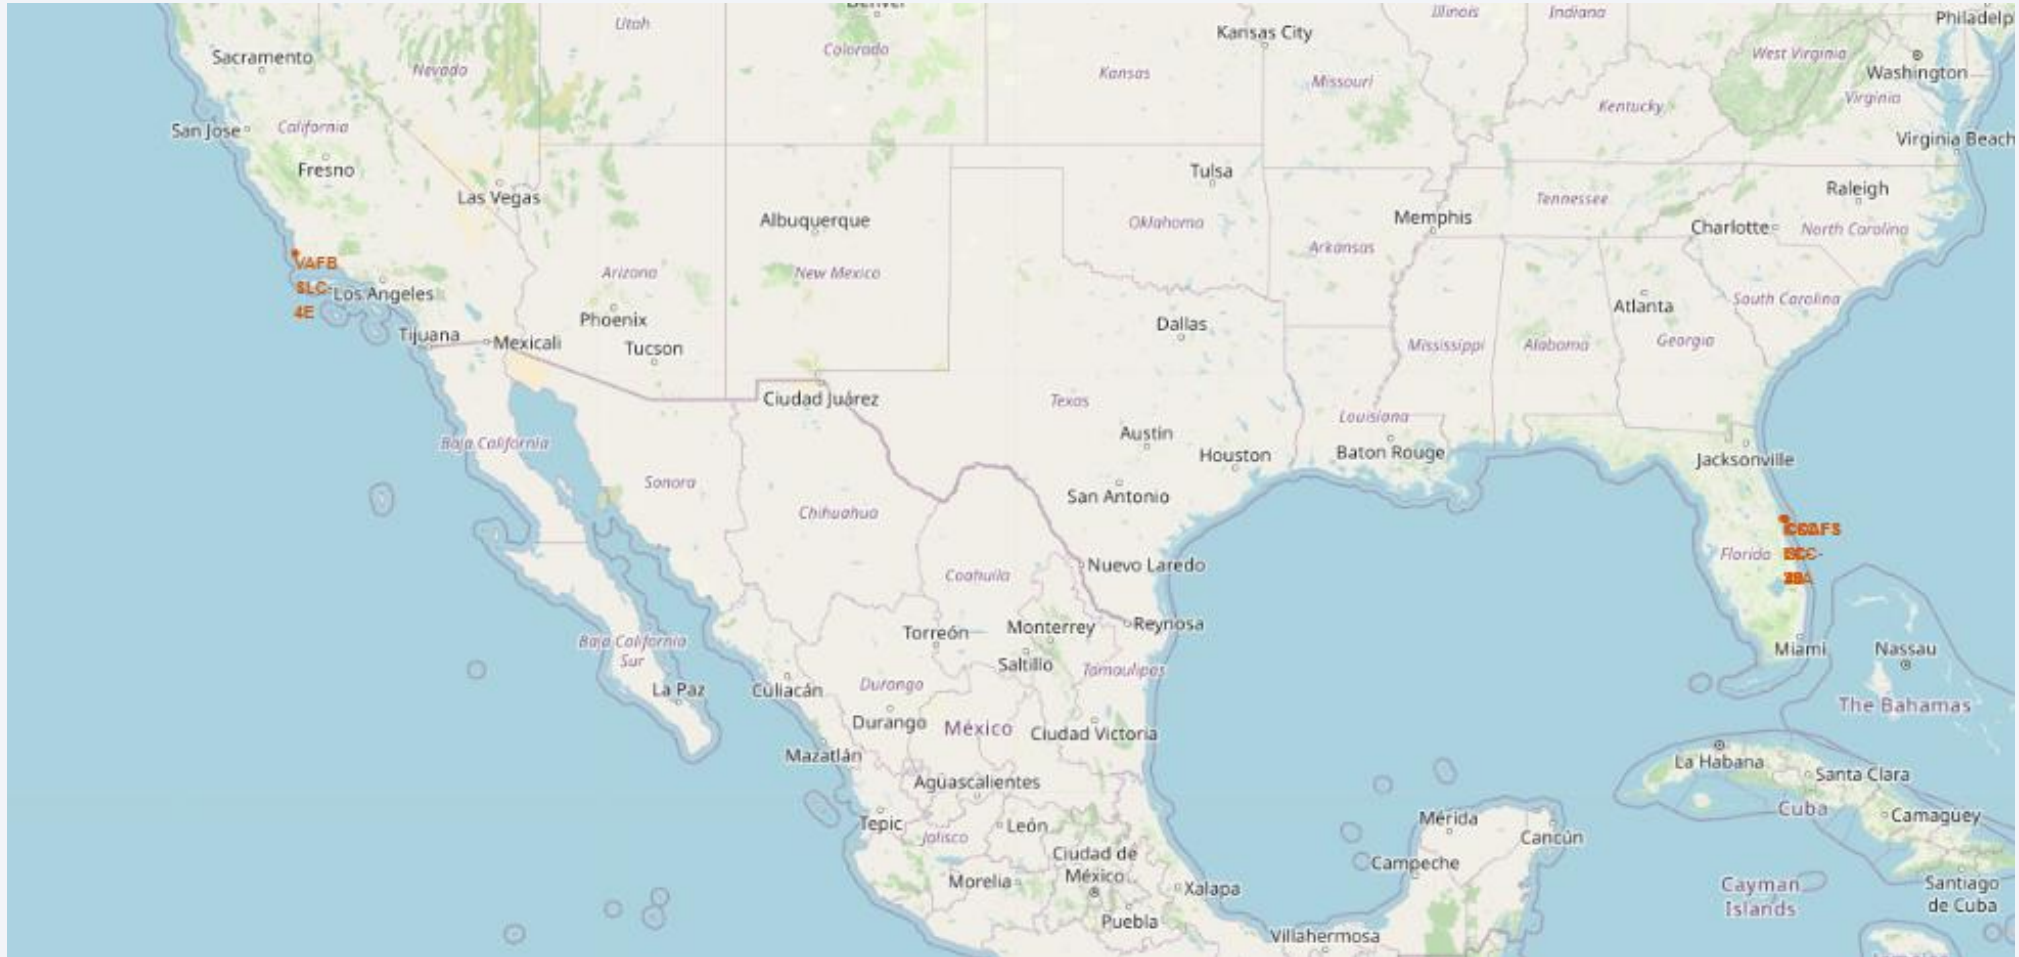 Denver
Utah
Colorado
Kansas City
Illinois
Indiana
Philadelp
Sacramento
Nevada
Kansas
Missouri
West Virginia
Washington
Kentucky
Virginia
San Jose
California
Virginia Beach
Fresno
Las Vegas
Tulsa
Raleigh
Albuquerque
Oklahoma
Memphis
Tennessee
Charlotte
North Carolina
Arkansas
VAFB
SLC-
4E
Los Angeles
Arizona
New Mexico
Phoenix
Dallas
Atlanta
South Carolina
Tijuana
Mexicali
Tucson
Mississippi
Alabama
Georgia
Ciudad Juárez
Texas
Louisiana
Baja California
Austin
Houston
Baton Rouge
Jacksonville
Sonora
San Antonio
Chihuahua
Florida
Coahuila
Nuevo Laredo
Torreón
Monterrey
Reynosa
Baja California
Sur
Saltillo
Tamaulipas
Miami
Nassau
La Paz
Culiacán
Durango
Durango
México
Ciudad Victoria
The Bahamas
Mazatlán
La Habana
Santa Clara
Aguascalientes
Cuba
Camagüey
Tepic
Jalisco
León
Mérida
Cancún
Ciudad de
México
Campeche
Morelia
Xalapa
Cayman
Islands
Santiago
de Cuba
Puebla
Villahermosa